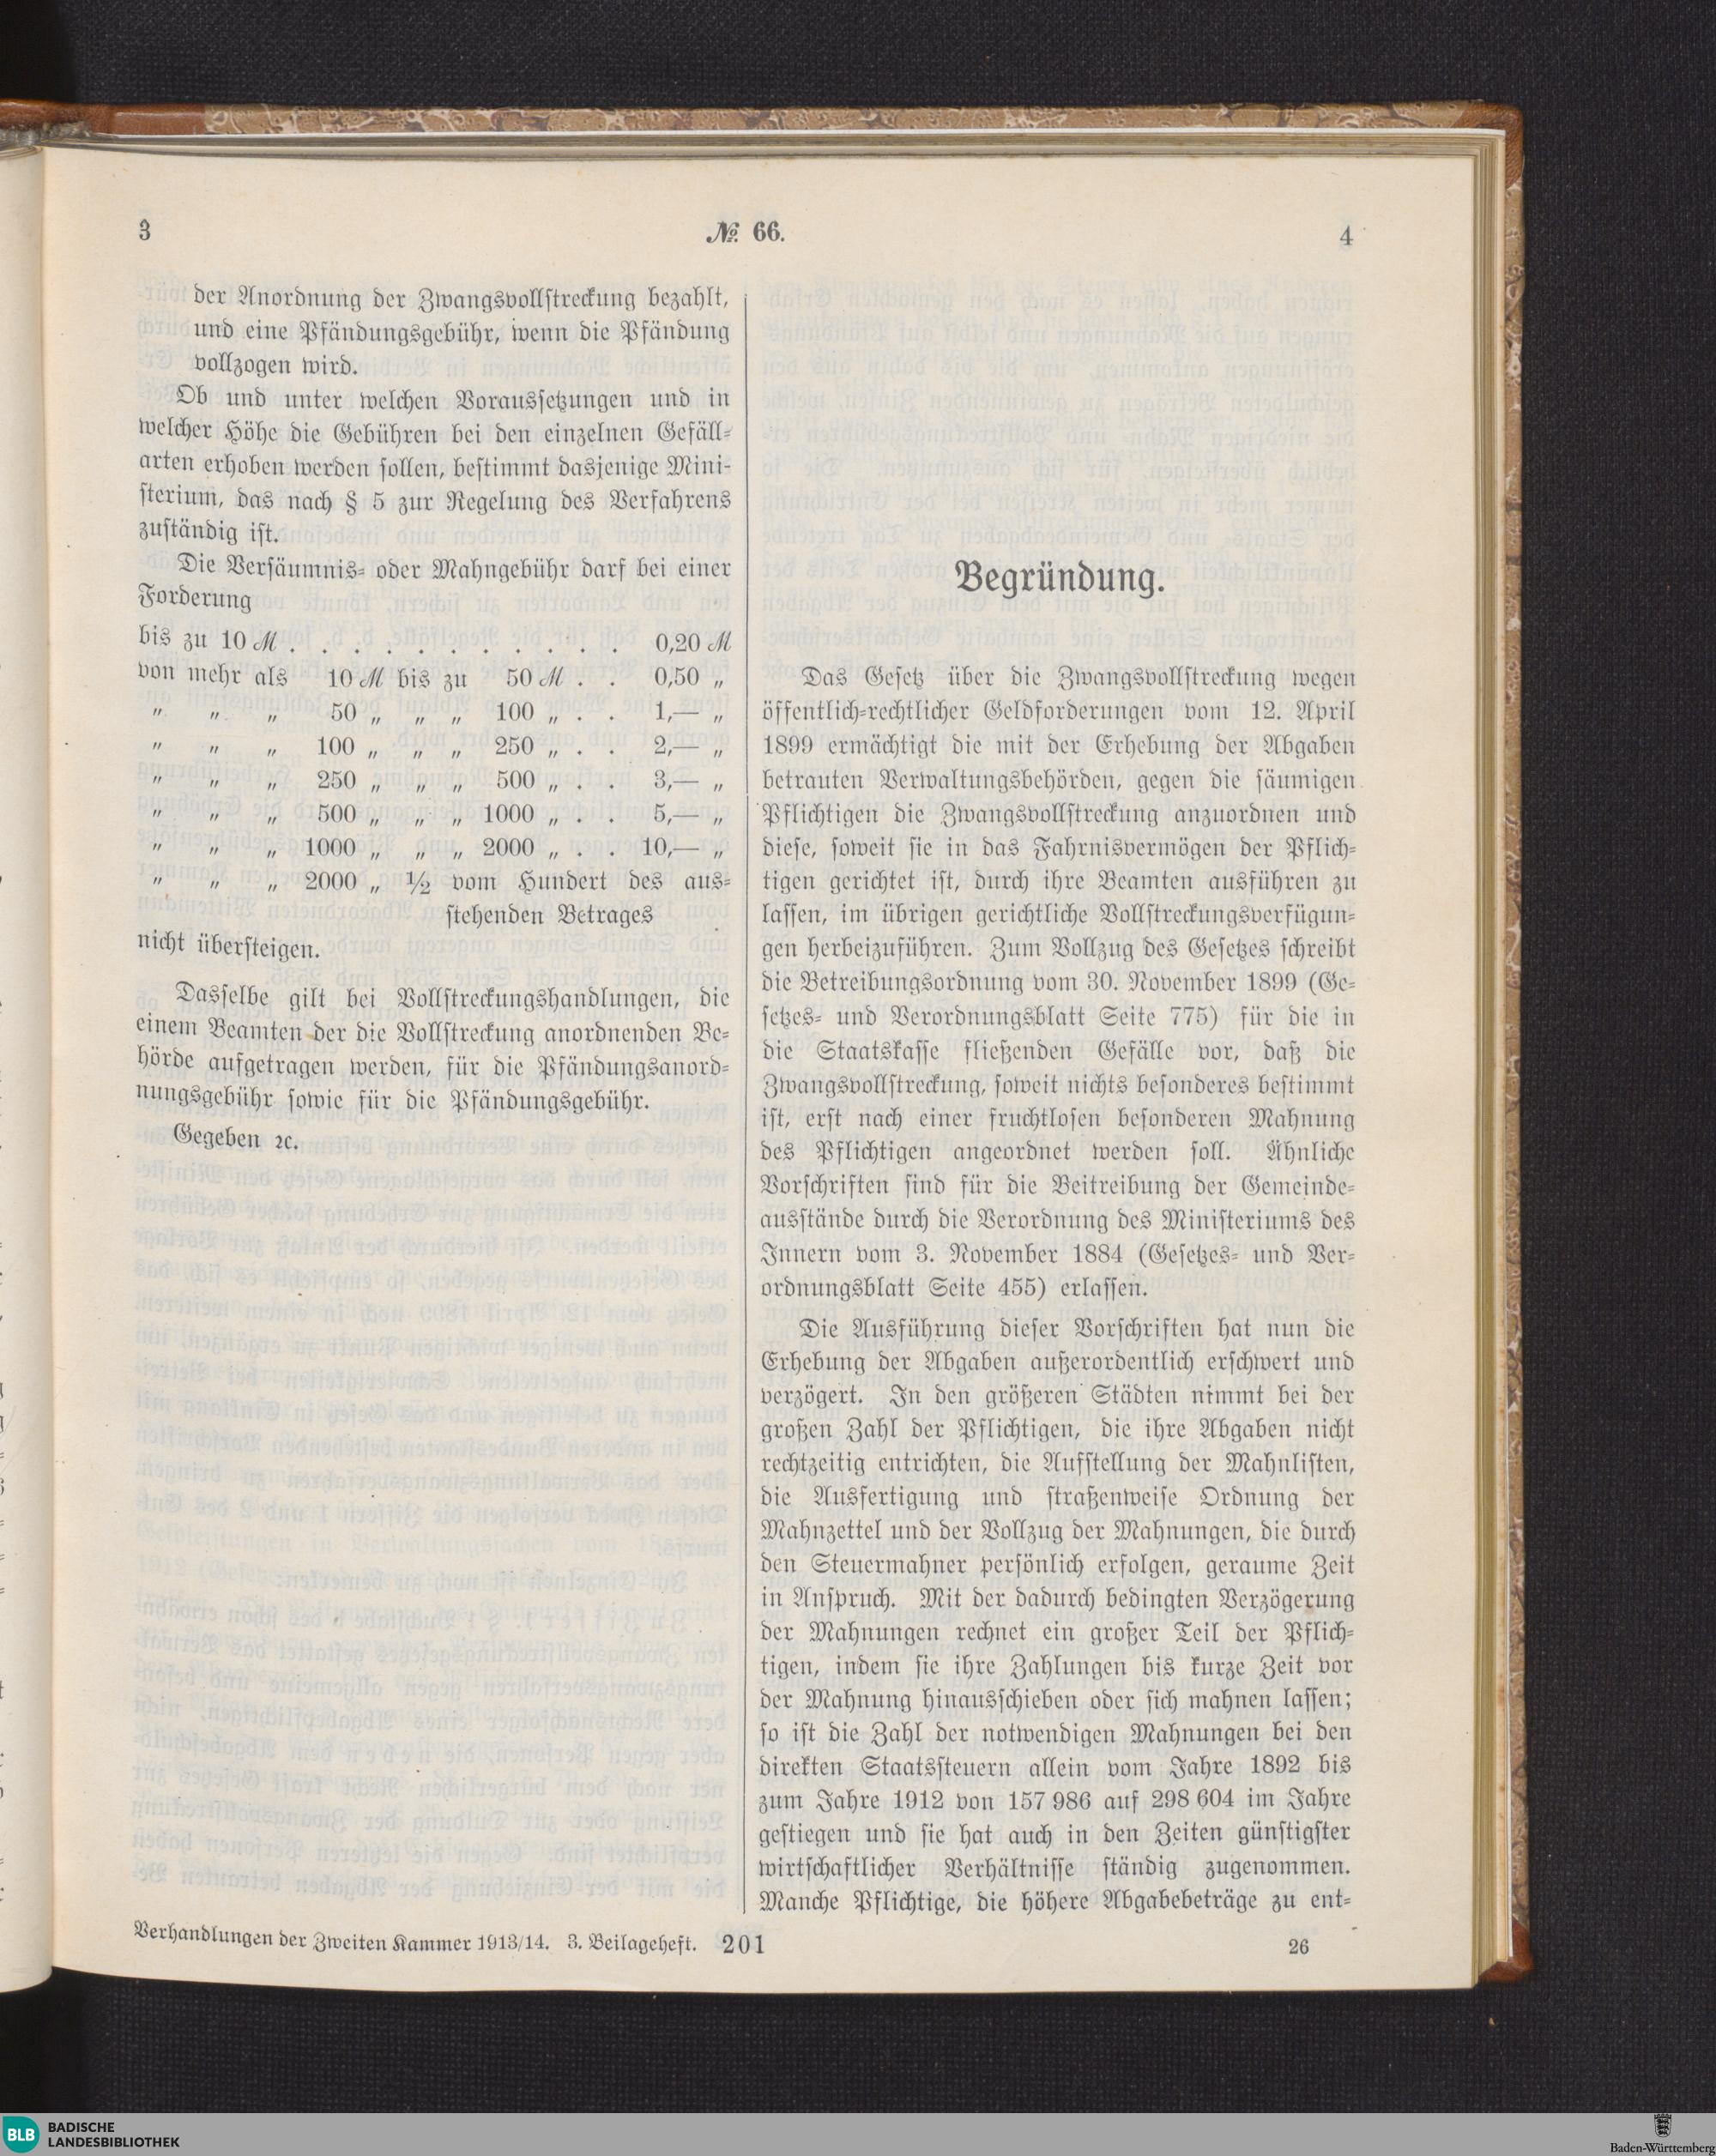 3
№ 66.
4
der Anordnung der Zwangsvollstreckung bezahlt,
und eine Pfändungsgebühr, wenn die Pfändung
vollzogen wird.
Ob und unter welchen Voraussetzungen und in
welcher Höhe die Gebühren bei den einzelnen Gefäll-
arten erhoben werden sollen, bestimmt dasjenige Mini-
sterium, das nach § 5 zur Regelung des Verfahrens
zuständig ist.
Die Versäumnis- oder Mahngebühr darf bei einer
Forderung
bis zu 10 ℳ . . . . . . . . . . . 0,20 ℳ
von mehr als 10 ℳ bis zu 50 ℳ . . 0,50 „
„ „ „ 50 „ „ „ 100 „ . . 1,— „
„ „ „ 100 „ „ „ 250 „ . . 2,— „
„ „ „ 250 „ „ „ 500 „ . . 3,— „
„ „ „ 500 „ „ „ 1000 „ . . 5,— „
„ „ „ 1000 „ „ „ 2000 „ . . 10,— „
„ „ „ 2000 „ ½ vom Hundert des aus-
stehenden Betrages
nicht übersteigen.
Dasselbe gilt bei Vollstreckungshandlungen, die
einem Beamten der die Vollstreckung anordnenden Be-
hörde aufgetragen werden, für die Pfändungsanord-
nungsgebühr sowie für die Pfändungsgebühr.
Gegeben ꝛc.
Begründung.
Das Gesetz über die Zwangsvollstreckung wegen
öffentlich-rechtlicher Geldforderungen vom 12. April
1899 ermächtigt die mit der Erhebung der Abgaben
betrauten Verwaltungsbehörden, gegen die säumigen
Pflichtigen die Zwangsvollstreckung anzuordnen und
diese, soweit sie in das Fahrnisvermögen der Pflich-
tigen gerichtet ist, durch ihre Beamten ausführen zu
lassen, im übrigen gerichtliche Vollstreckungsverfügun-
gen herbeizuführen. Zum Vollzug des Gesetzes schreibt
die Betreibungsordnung vom 30. November 1899 (Ge-
setzes- und Verordnungsblatt Seite 775) für die in
die Staatskasse fließenden Gefälle vor, daß die
Zwangsvollstreckung, soweit nichts besonderes bestimmt
ist, erst nach einer fruchtlosen besonderen Mahnung
des Pflichtigen angeordnet werden soll. Ähnliche
Vorschriften sind für die Beitreibung der Gemeinde-
ausstände durch die Verordnung des Ministeriums des
Innern vom 3. November 1884 (Gesetzes- und Ver-
ordnungsblatt Seite 455) erlassen.
Die Ausführung dieser Vorschriften hat nun die
Erhebung der Abgaben außerordentlich erschwert und
verzögert. In den größeren Städten nimmt bei der
großen Zahl der Pflichtigen, die ihre Abgaben nicht
rechtzeitig entrichten, die Aufstellung der Mahnlisten,
die Ausfertigung und straßenweise Ordnung der
Mahnzettel und der Vollzug der Mahnungen, die durch
den Steuermahner persönlich erfolgen, geraume Zeit
in Anspruch. Mit der dadurch bedingten Verzögerung
der Mahnungen rechnet ein großer Teil der Pflich-
tigen, indem sie ihre Zahlungen bis kurze Zeit vor
der Mahnung hinausschieben oder sich mahnen lassen;
so ist die Zahl der notwendigen Mahnungen bei den
direkten Staatssteuern allein vom Jahre 1892 bis
zum Jahre 1912 von 157 986 auf 298 604 im Jahre
gestiegen und sie hat auch in den Zeiten günstigster
wirtschaftlicher Verhältnisse ständig zugenommen.
Manche Pflichtige, die höhere Abgabebeträge zu ent-
Verhandlungen der Zweiten Kammer 1913/14. 3. Beilageheft. 201
26
BLB BADISCHE
LANDESBIBLIOTHEK
Baden-Württemberg